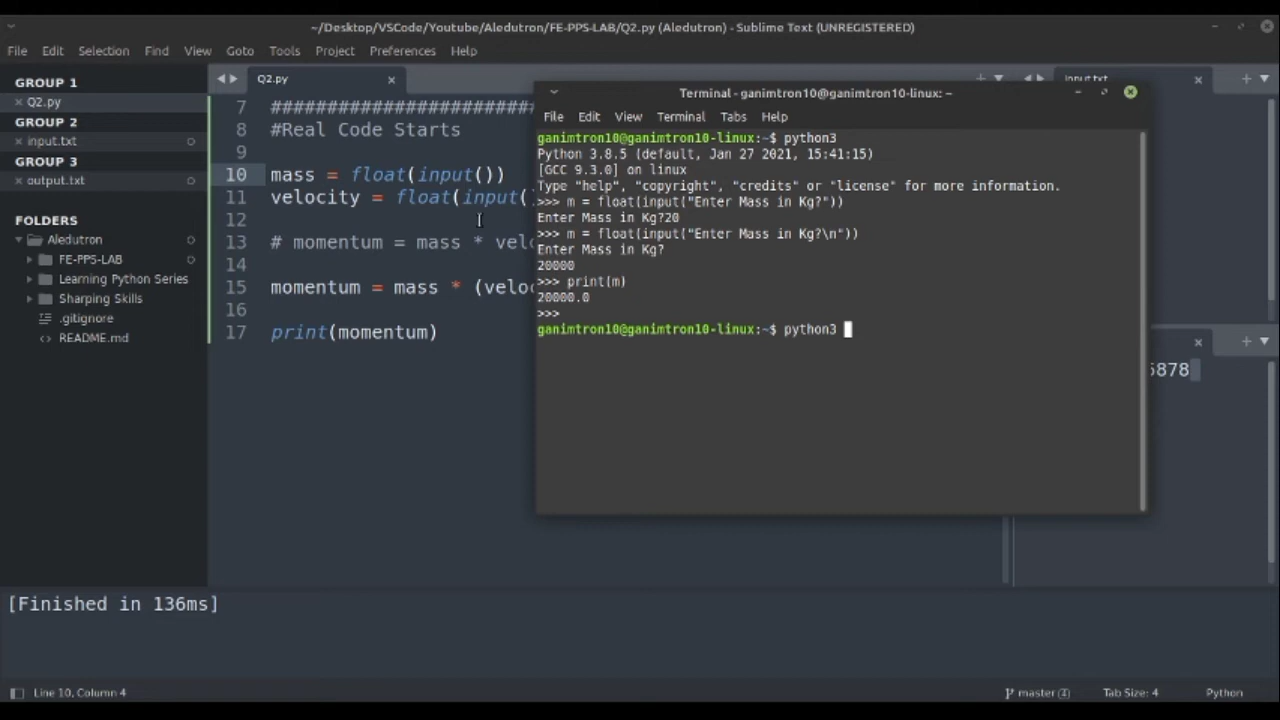 ~/Desktop/VSCode/Youtube/Aledutron/FE-PPS-LAB/Q2.py (Aledutron) - Sublime Text (UNREGISTERED)
File Edit Selection Find View Goto Tools Project Preferences Help
GROUP 1
Q2.py
GROUP 2
input.txt
GROUP 3
output.txt
FOLDERS
Aledutron
FE-PPS-LAB
Learning Python Series
Sharping Skills
.gitignore
README.md
Q2.py
7 ########################
8 #Real Code Starts
9
10 mass = float(input())
11 velocity = float(input(
12
13 # momentum = mass * velo
14
15 momentum = mass * (veloc
16
17 print(momentum)
input.txt
Terminal - ganimtron10@ganimtron10-linux: ~
File Edit View Terminal Tabs Help
ganimtron10@ganimtron10-linux:~$ python3
Python 3.8.5 (default, Jan 27 2021, 15:41:15)
[GCC 9.3.0] on linux
Type "help", "copyright", "credits" or "license" for more information.
>>> m = float(input("Enter Mass in Kg?"))
Enter Mass in Kg?20
>>> m = float(input("Enter Mass in Kg?\n"))
Enter Mass in Kg?
20000
>>> print(m)
20000.0
>>>
ganimtron10@ganimtron10-linux:~$ python3
5878
[Finished in 136ms]
Line 10, Column 4
master
Tab Size: 4
Python